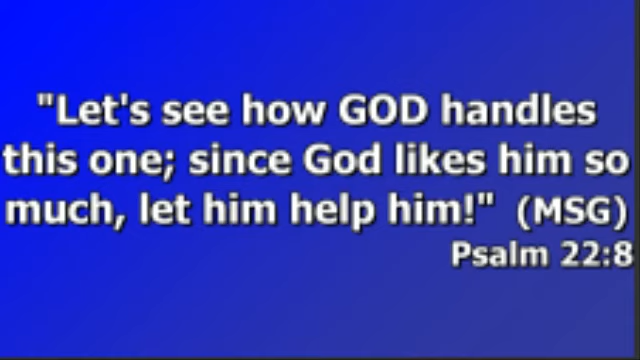 "Let's see how GOD handles
this one; since God likes him so
much, let him help him!" (MSG)
Psalm 22:8